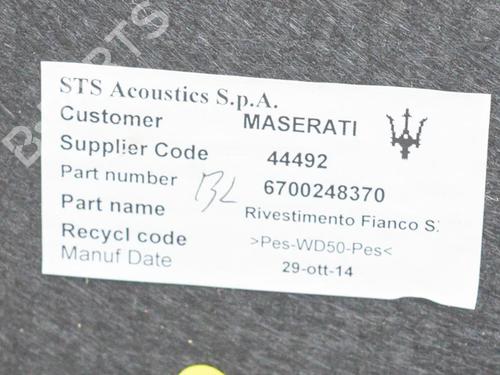 STS Acoustics S.p.A.
Customer MASERATI
Supplier Code 44492
Part number 6700248370
Part name Rivestimento Fianco SX
Recycl code >Pes-WD50-Pes<
Manuf Date 29-ott-14